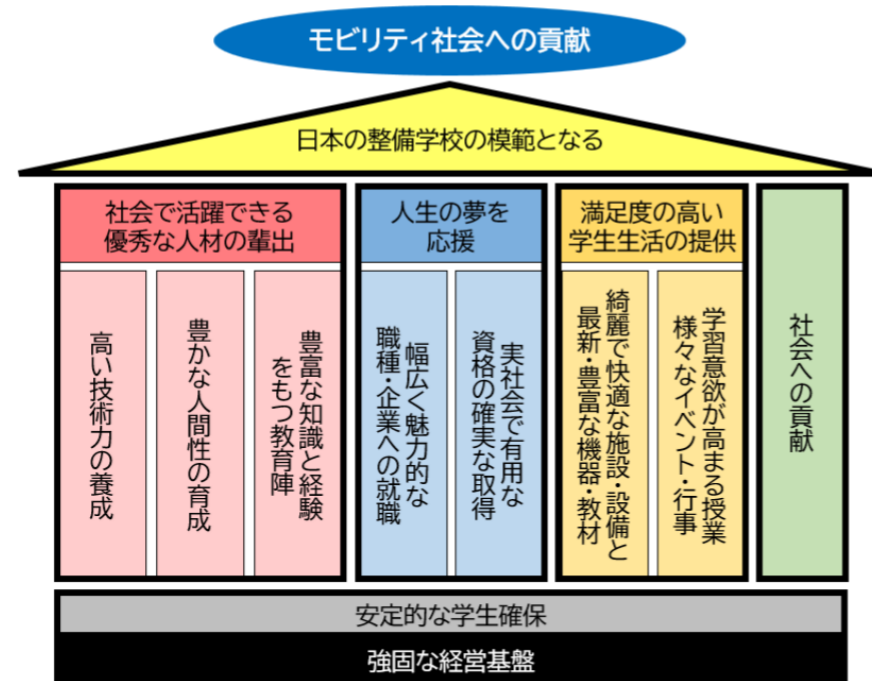 モビリティ社会への貢献
日本の整備学校の模範となる
社会で活躍できる
優秀な人材の輩出
高い技術力の養成
豊かな人間性の育成
豊富な知識と経験
をもつ教育陣
人生の夢を
応援
幅広く魅力的な
職種・企業への就職
実社会で有用な
資格の確実な取得
満足度の高い
学生生活の提供
綺麗で快適な施設・設備と
最新・豊富な機器・教材
学習意欲が高まる授業
様々なイベント・行事
社会への貢献
安定的な学生確保
強固な経営基盤